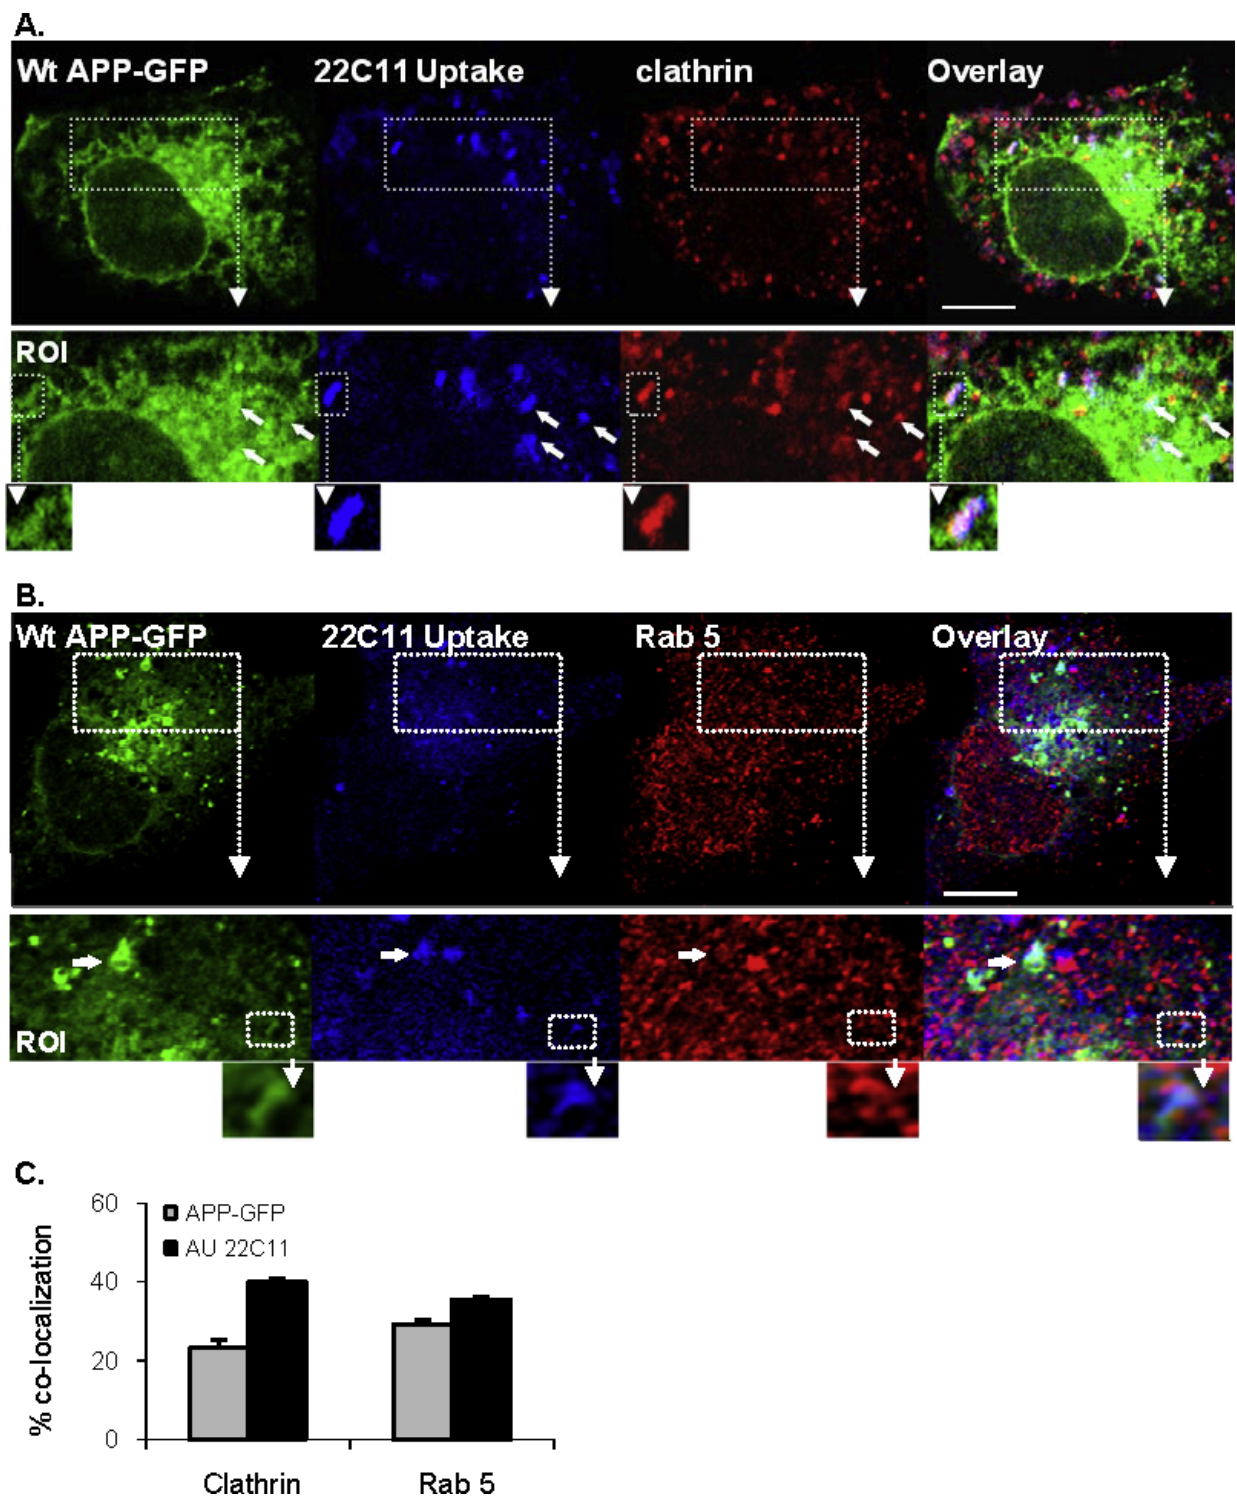 A.
Wt APP-GFP 22C11 Uptake clathrin Overlay
ROI
B.
Wt APP-GFP 22C11 Uptake Rab 5 Overlay
ROI
C.
60
40
20
0
% co-localization
APP-GFP
AU 22C11
Clathrin Rab 5